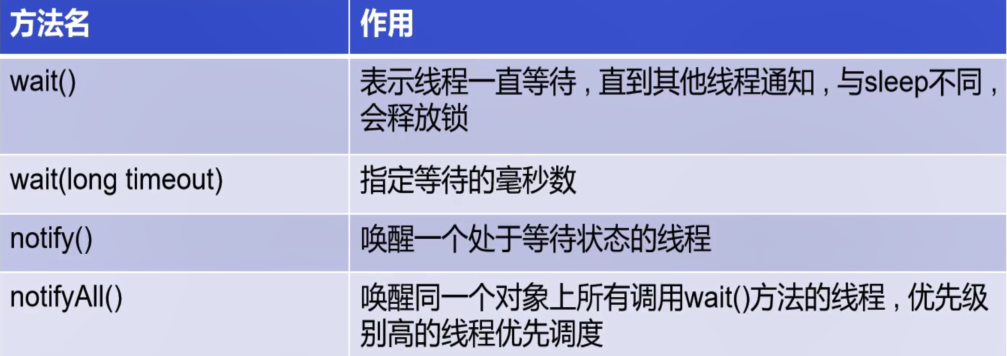 方法名
作用
wait()
表示线程一直等待，直到其他线程通知，与sleep不同，
会释放锁
wait(long timeout)
指定等待的毫秒数
notify()
唤醒一个处于等待状态的线程
notifyAll()
唤醒同一个对象上所有调用wait()方法的线程，优先级
别高的线程优先调度